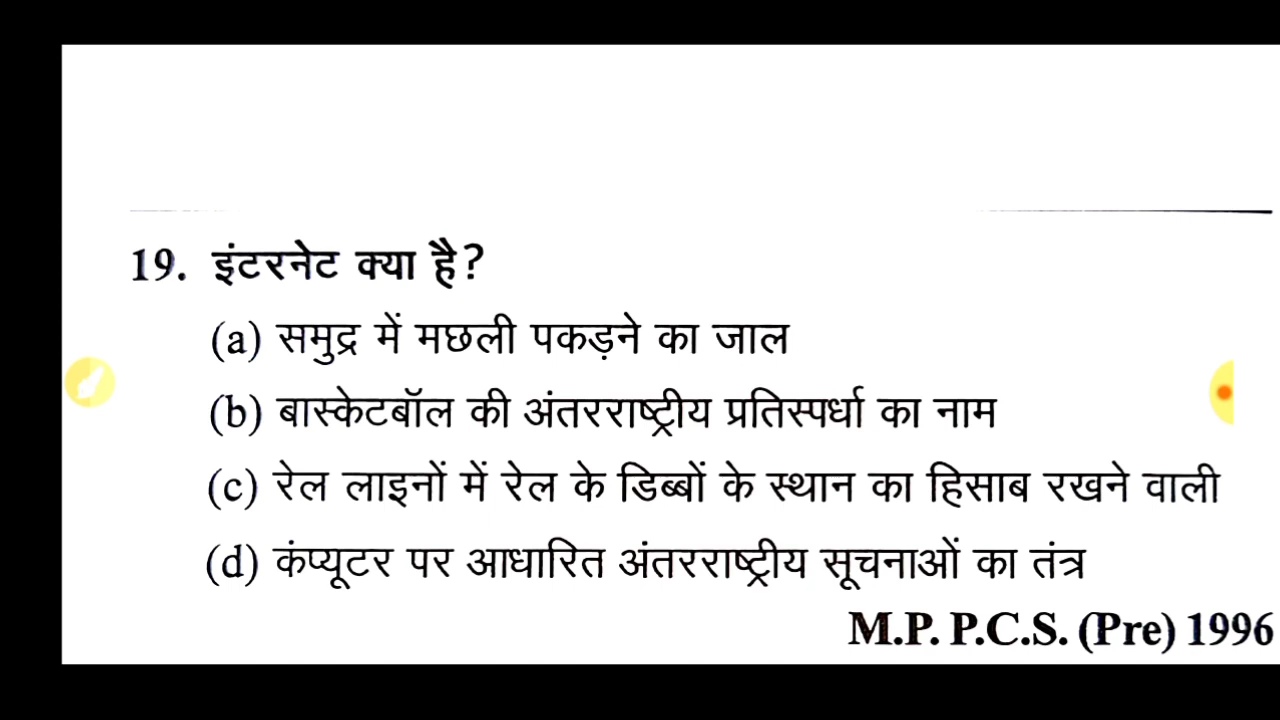 19. इंटरनेट क्या है?
(a) समुद्र में मछली पकड़ने का जाल
(b) बास्केटबॉल की अंतरराष्ट्रीय प्रतिस्पर्धा का नाम
(c) रेल लाइनों में रेल के डिब्बों के स्थान का हिसाब रखने वाली
(d) कंप्यूटर पर आधारित अंतरराष्ट्रीय सूचनाओं का तंत्र
M.P. P.C.S. (Pre) 1996